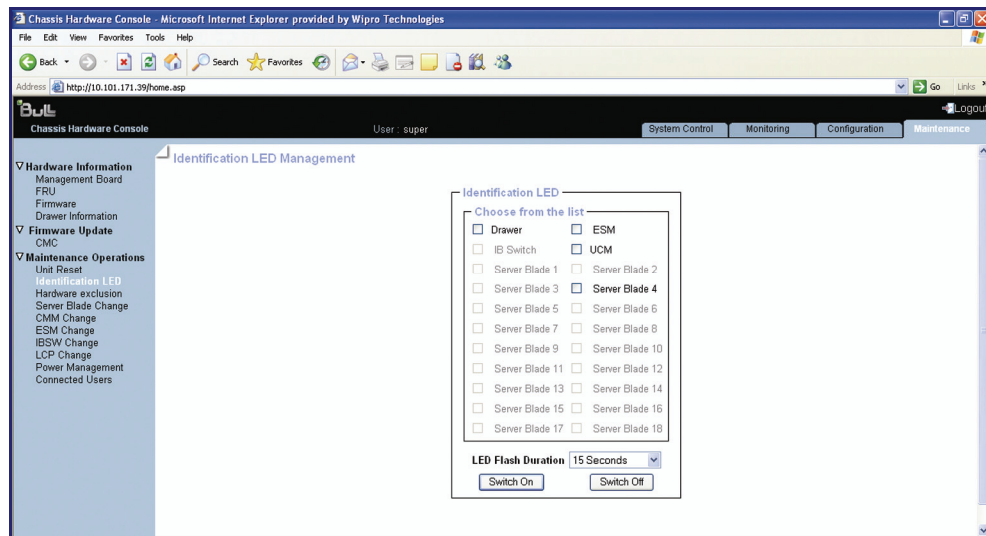 Chassis Hardware Console - Microsoft Internet Explorer provided by Wipro Technologies
File Edit View Favorites Tools Help
Back Search Favorites
Address http://10.101.171.39/home.asp Go Links
Bull Logout
Chassis Hardware Console User : super System Control Monitoring Configuration Maintenance
Identification LED Management
Hardware Information
Management Board
FRU
Firmware
Drawer Information
Firmware Update
CMC
Maintenance Operations
Unit Reset
Identification LED
Hardware exclusion
Server Blade Change
CMM Change
ESM Change
IBSW Change
LCP Change
Power Management
Connected Users
Identification LED
Choose from the list
Drawer ESM
IB Switch UCM
Server Blade 1 Server Blade 2
Server Blade 3 Server Blade 4
Server Blade 5 Server Blade 6
Server Blade 7 Server Blade 8
Server Blade 9 Server Blade 10
Server Blade 11 Server Blade 12
Server Blade 13 Server Blade 14
Server Blade 15 Server Blade 16
Server Blade 17 Server Blade 18
LED Flash Duration 15 Seconds
Switch On Switch Off